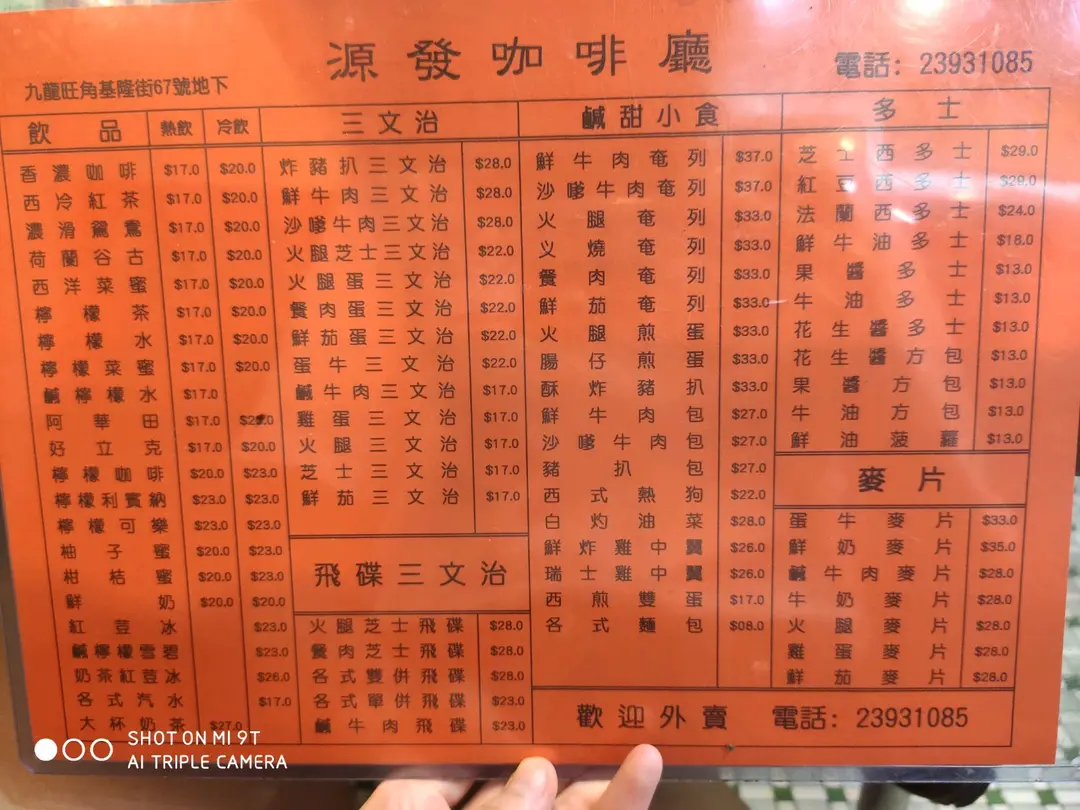 源發咖啡廳
電話: 23931085
九龍旺角基隆街67號地下
飲品 熱飲 冷飲
香濃咖啡 $17.0 $20.0
西冷紅茶 $17.0 $20.0
濃滑鴛鴦 $17.0 $20.0
荷蘭谷古 $17.0 $20.0
西洋菜蜜 $17.0 $20.0
檸檬茶 $17.0 $20.0
檸檬水 $17.0 $20.0
檸檬菜蜜 $17.0 $20.0
鹹檸檬水 $17.0
阿華田 $17.0 $20.0
好立克 $17.0 $20.0
檸檬咖啡 $20.0 $23.0
檸檬利賓納 $23.0 $23.0
檸檬可樂 $23.0 $23.0
柚子蜜 $20.0 $23.0
柑桔蜜 $20.0 $23.0
鮮奶 $20.0 $20.0
紅荳冰 $23.0
鹹檸檬雪碧 $23.0
奶茶紅荳冰 $26.0
各式汽水 $17.0
大杯奶茶 $27.0
三文治
炸豬扒三文治 $28.0
鮮牛肉三文治 $28.0
沙嗲牛肉三文治 $28.0
火腿芝士三文治 $22.0
火腿蛋三文治 $22.0
餐肉蛋三文治 $22.0
鮮茄蛋三文治 $22.0
蛋牛三文治 $22.0
鹹牛肉三文治 $17.0
雞蛋三文治 $17.0
火腿三文治 $17.0
芝士三文治 $17.0
鮮茄三文治 $17.0
飛碟三文治
火腿芝士飛碟 $28.0
餐肉芝士飛碟 $28.0
各式雙併飛碟 $28.0
各式單併飛碟 $23.0
鹹牛肉飛碟 $23.0
鹹甜小食
鮮牛肉奄列 $37.0
沙嗲牛肉奄列 $37.0
火腿奄列 $33.0
义燒奄列 $33.0
餐肉奄列 $33.0
鮮茄奄列 $33.0
火腿煎蛋 $33.0
腸仔煎蛋 $33.0
酥炸豬扒 $33.0
鮮牛肉包 $27.0
沙嗲牛肉包 $27.0
豬扒包 $27.0
西式熱狗 $22.0
白灼油菜 $28.0
鮮炸雞中翼 $26.0
瑞士雞中翼 $26.0
西煎雙蛋 $17.0
各式麵包 $08.0
多士
芝士西多士 $29.0
紅豆西多士 $29.0
法蘭西多士 $24.0
鮮牛油多士 $18.0
果醬多士 $13.0
牛油多士 $13.0
花生醬多士 $13.0
花生醬方包 $13.0
果醬方包 $13.0
牛油方包 $13.0
鮮油菠蘿 $13.0
麥片
蛋牛麥片 $33.0
鮮奶麥片 $35.0
鹹牛肉麥片 $28.0
牛奶麥片 $28.0
火腿麥片 $28.0
雞蛋麥片 $28.0
鮮茄麥片 $28.0
歡迎外賣 電話: 23931085
SHOT ON MI 9T
AI TRIPLE CAMERA